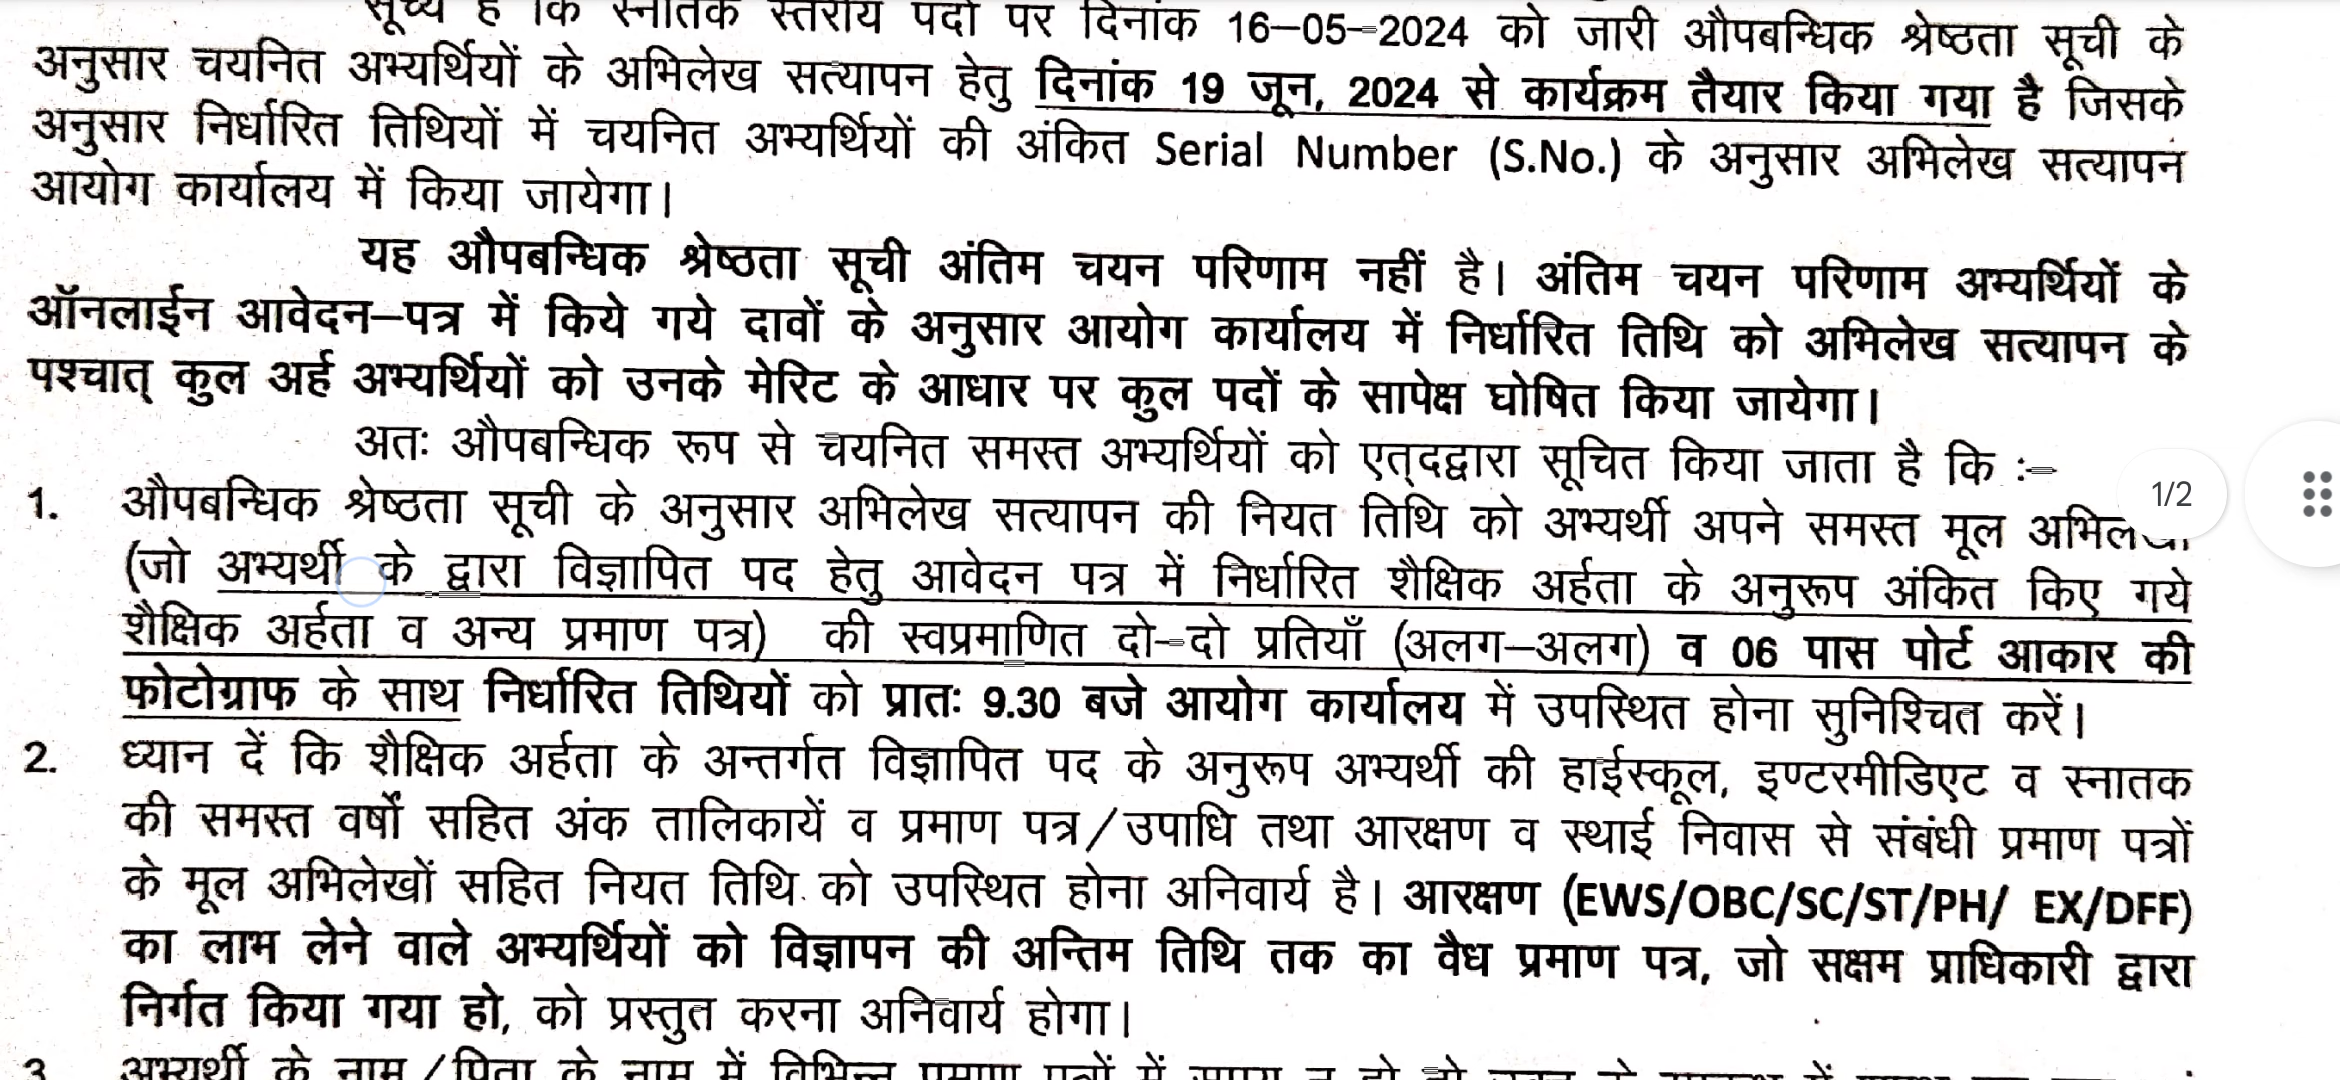 सूच्य है कि स्नातक स्तरीय पदों पर दिनांक 16–05–2024 को जारी औपबन्धिक श्रेष्ठता सूची के
अनुसार चयनित अभ्यर्थियों के अभिलेख सत्यापन हेतु दिनांक 19 जून, 2024 से कार्यक्रम तैयार किया गया है जिसके
अनुसार निर्धारित तिथियों में चयनित अभ्यर्थियों की अंकित Serial Number (S.No.) के अनुसार अभिलेख सत्यापन
आयोग कार्यालय में किया जायेगा।
यह औपबन्धिक श्रेष्ठता सूची अंतिम चयन परिणाम नहीं है। अंतिम चयन परिणाम अभ्यर्थियों के
ऑनलाईन आवेदन–पत्र में किये गये दावों के अनुसार आयोग कार्यालय में निर्धारित तिथि को अभिलेख सत्यापन के
पश्चात् कुल अर्ह अभ्यर्थियों को उनके मेरिट के आधार पर कुल पदों के सापेक्ष घोषित किया जायेगा।
अतः औपबन्धिक रूप से चयनित समस्त अभ्यर्थियों को एत्दद्वारा सूचित किया जाता है कि :–
1. औपबन्धिक श्रेष्ठता सूची के अनुसार अभिलेख सत्यापन की नियत तिथि को अभ्यर्थी अपने समस्त मूल
1/2
(जो अभ्यर्थी के द्वारा विज्ञापित पद हेतु आवेदन पत्र में निर्धारित शैक्षिक अर्हता के अनुरूप अंकित किए गये
शैक्षिक अर्हता व अन्य प्रमाण पत्र) की स्वप्रमाणित दो–दो प्रतियाँ (अलग–अलग) व 06 पास पोर्ट आकार की
फोटोग्राफ के साथ निर्धारित तिथियों को प्रातः 9.30 बजे आयोग कार्यालय में उपस्थित होना सुनिश्चित करें।
2. ध्यान दें कि शैक्षिक अर्हता के अन्तर्गत विज्ञापित पद के अनुरूप अभ्यर्थी की हाईस्कूल, इण्टरमीडिएट व स्नातक
की समस्त वर्षों सहित अंक तालिकायें व प्रमाण पत्र/उपाधि तथा आरक्षण व स्थाई निवास से संबंधी प्रमाण पत्रों
के मूल अभिलेखों सहित नियत तिथि को उपस्थित होना अनिवार्य है। आरक्षण (EWS/OBC/SC/ST/PH/ EX/DFF)
का लाभ लेने वाले अभ्यर्थियों को विज्ञापन की अन्तिम तिथि तक का वैध प्रमाण पत्र, जो सक्षम प्राधिकारी द्वारा
निर्गत किया गया हो, को प्रस्तुत करना अनिवार्य होगा।
3. अभ्यर्थी के नाम/पिता के नाम में विभिन्न प्रमाण पत्रों में